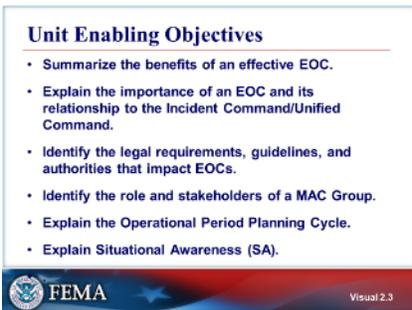 Unit Enabling Objectives
• Summarize the benefits of an effective EOC.
• Explain the importance of an EOC and its
relationship to the Incident Command/Unified
Command.
• Identify the legal requirements, guidelines, and
authorities that impact EOCs.
• Identify the role and stakeholders of a MAC Group.
• Explain the Operational Period Planning Cycle.
• Explain Situational Awareness (SA).
FEMA
Visual 2.3